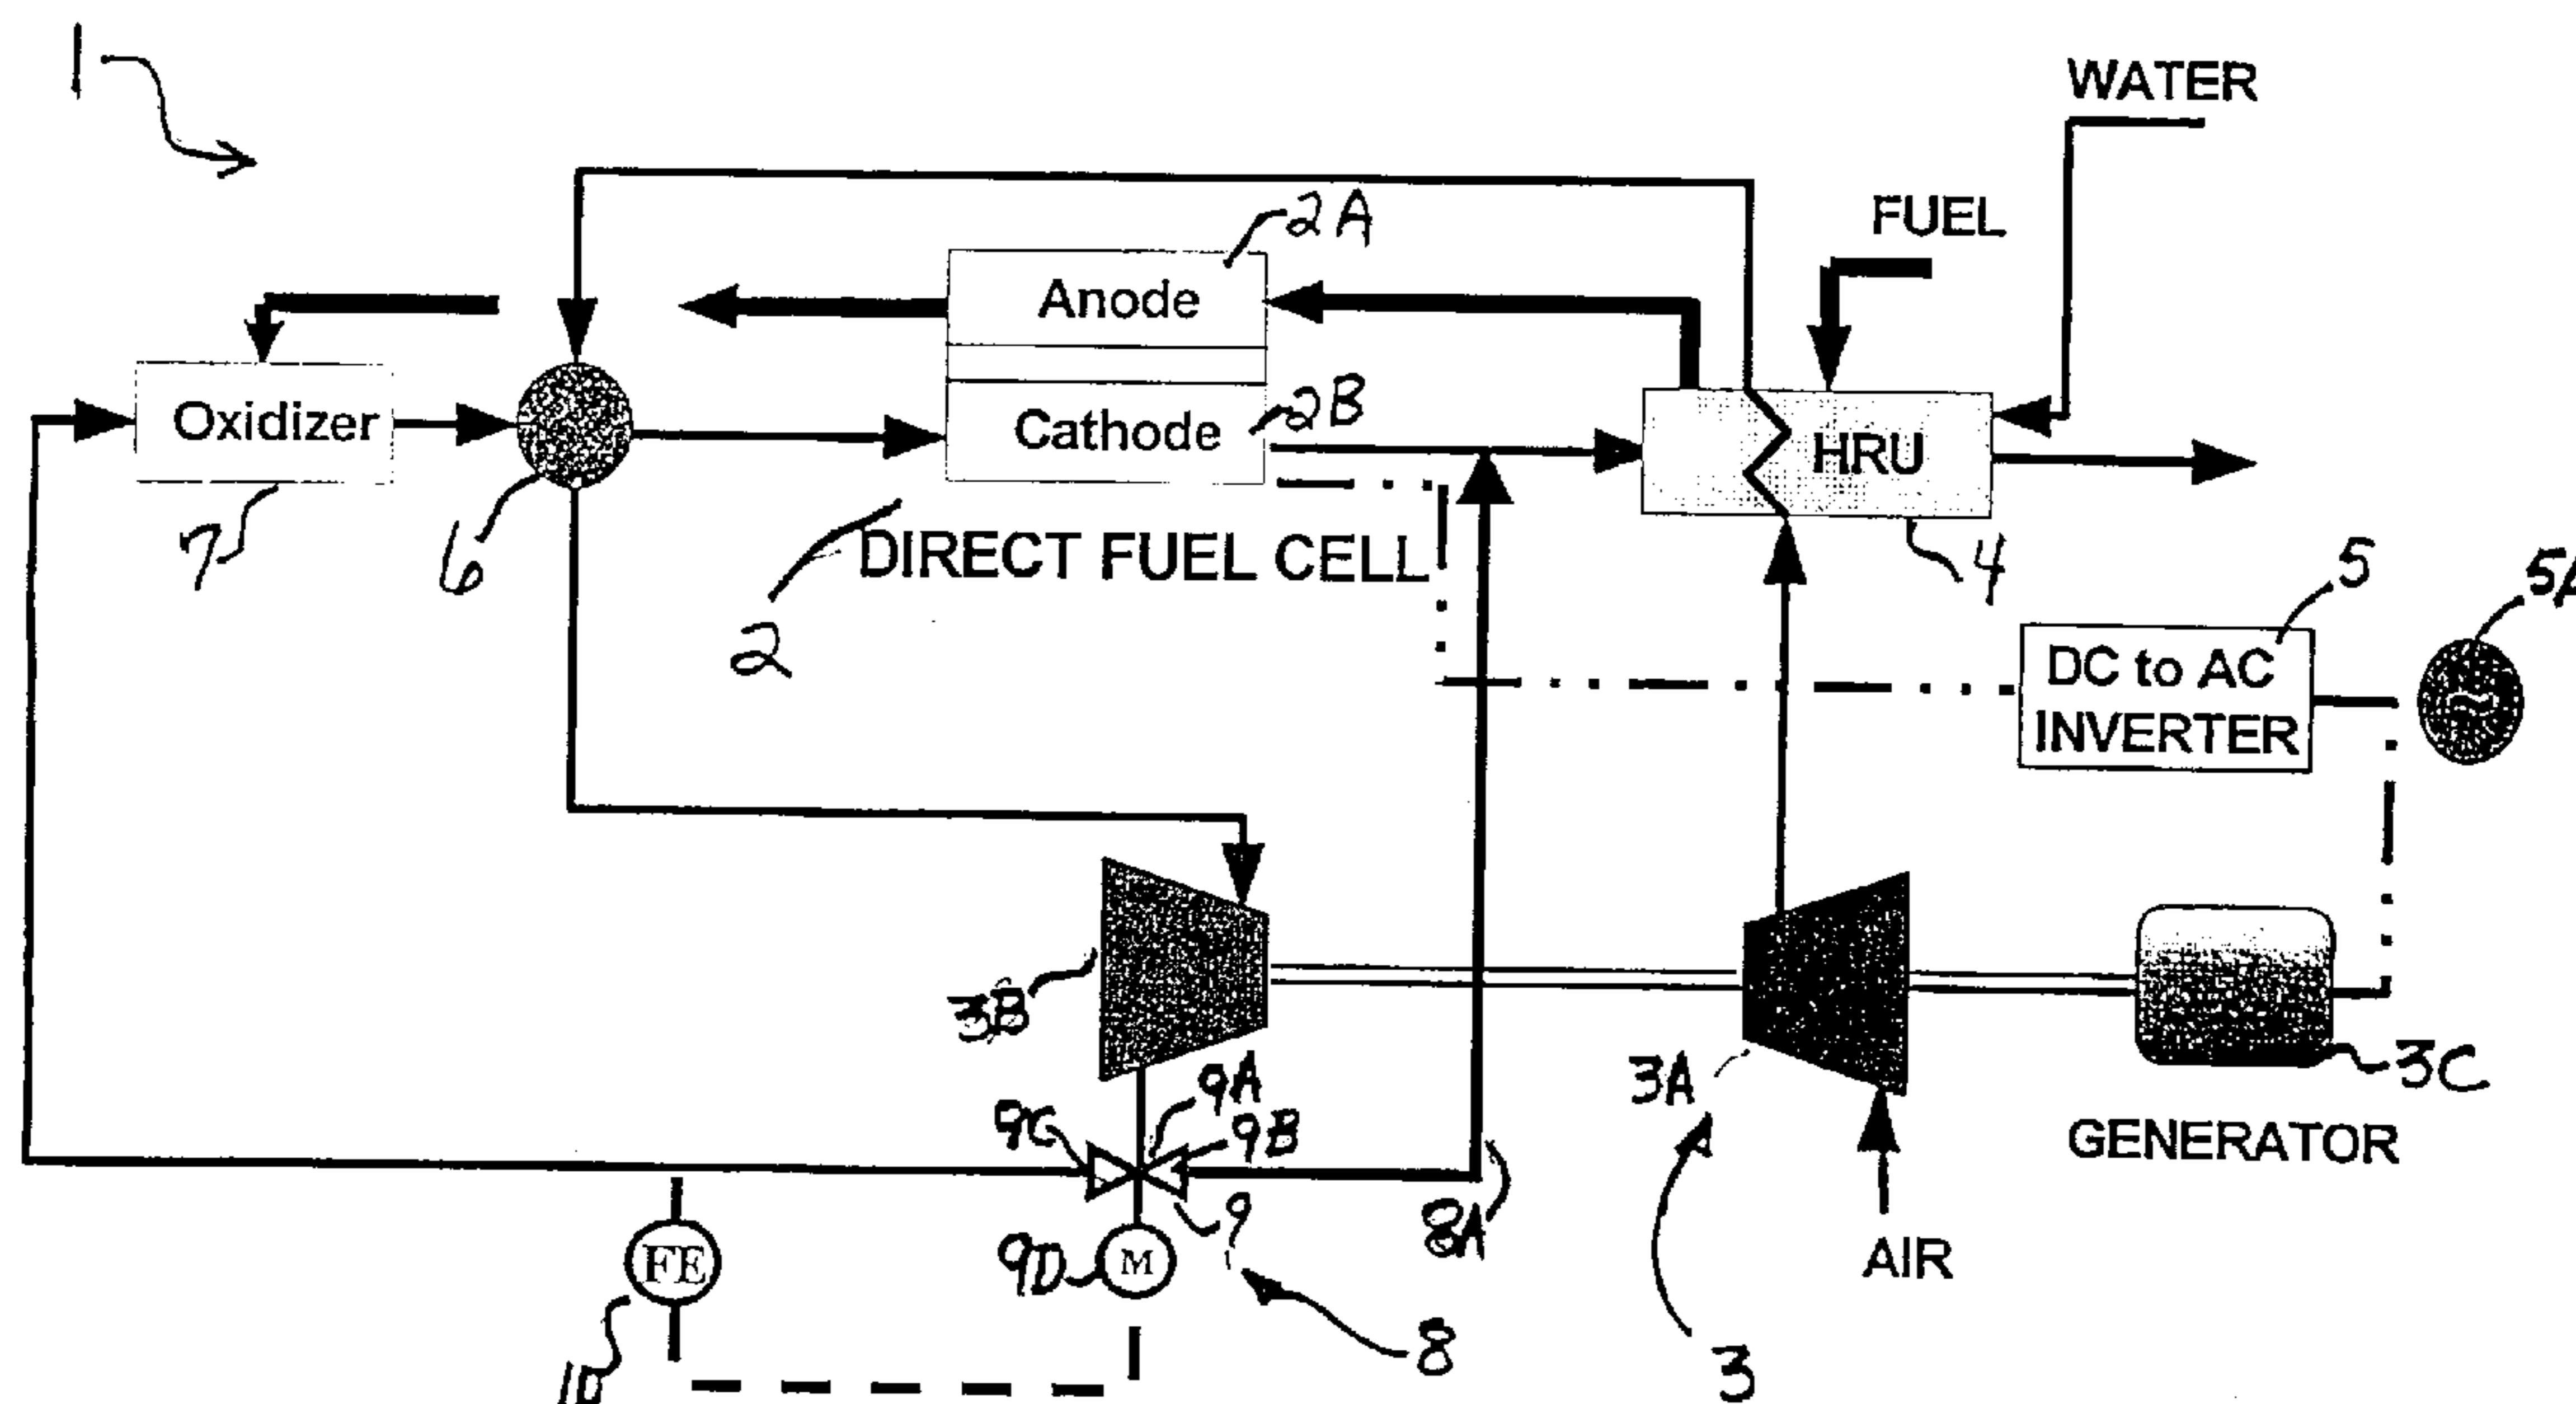 1
WATER
FUEL
2A
Anode
Oxidizer
Cathode
2B
HRU
7
6
2
DIRECT FUEL CELL
4
5
DC to AC
INVERTER
~
3B
3A
3C
GENERATOR
9A
9C
9B
9
8A
AIR
FE
9D
M
8
3
10